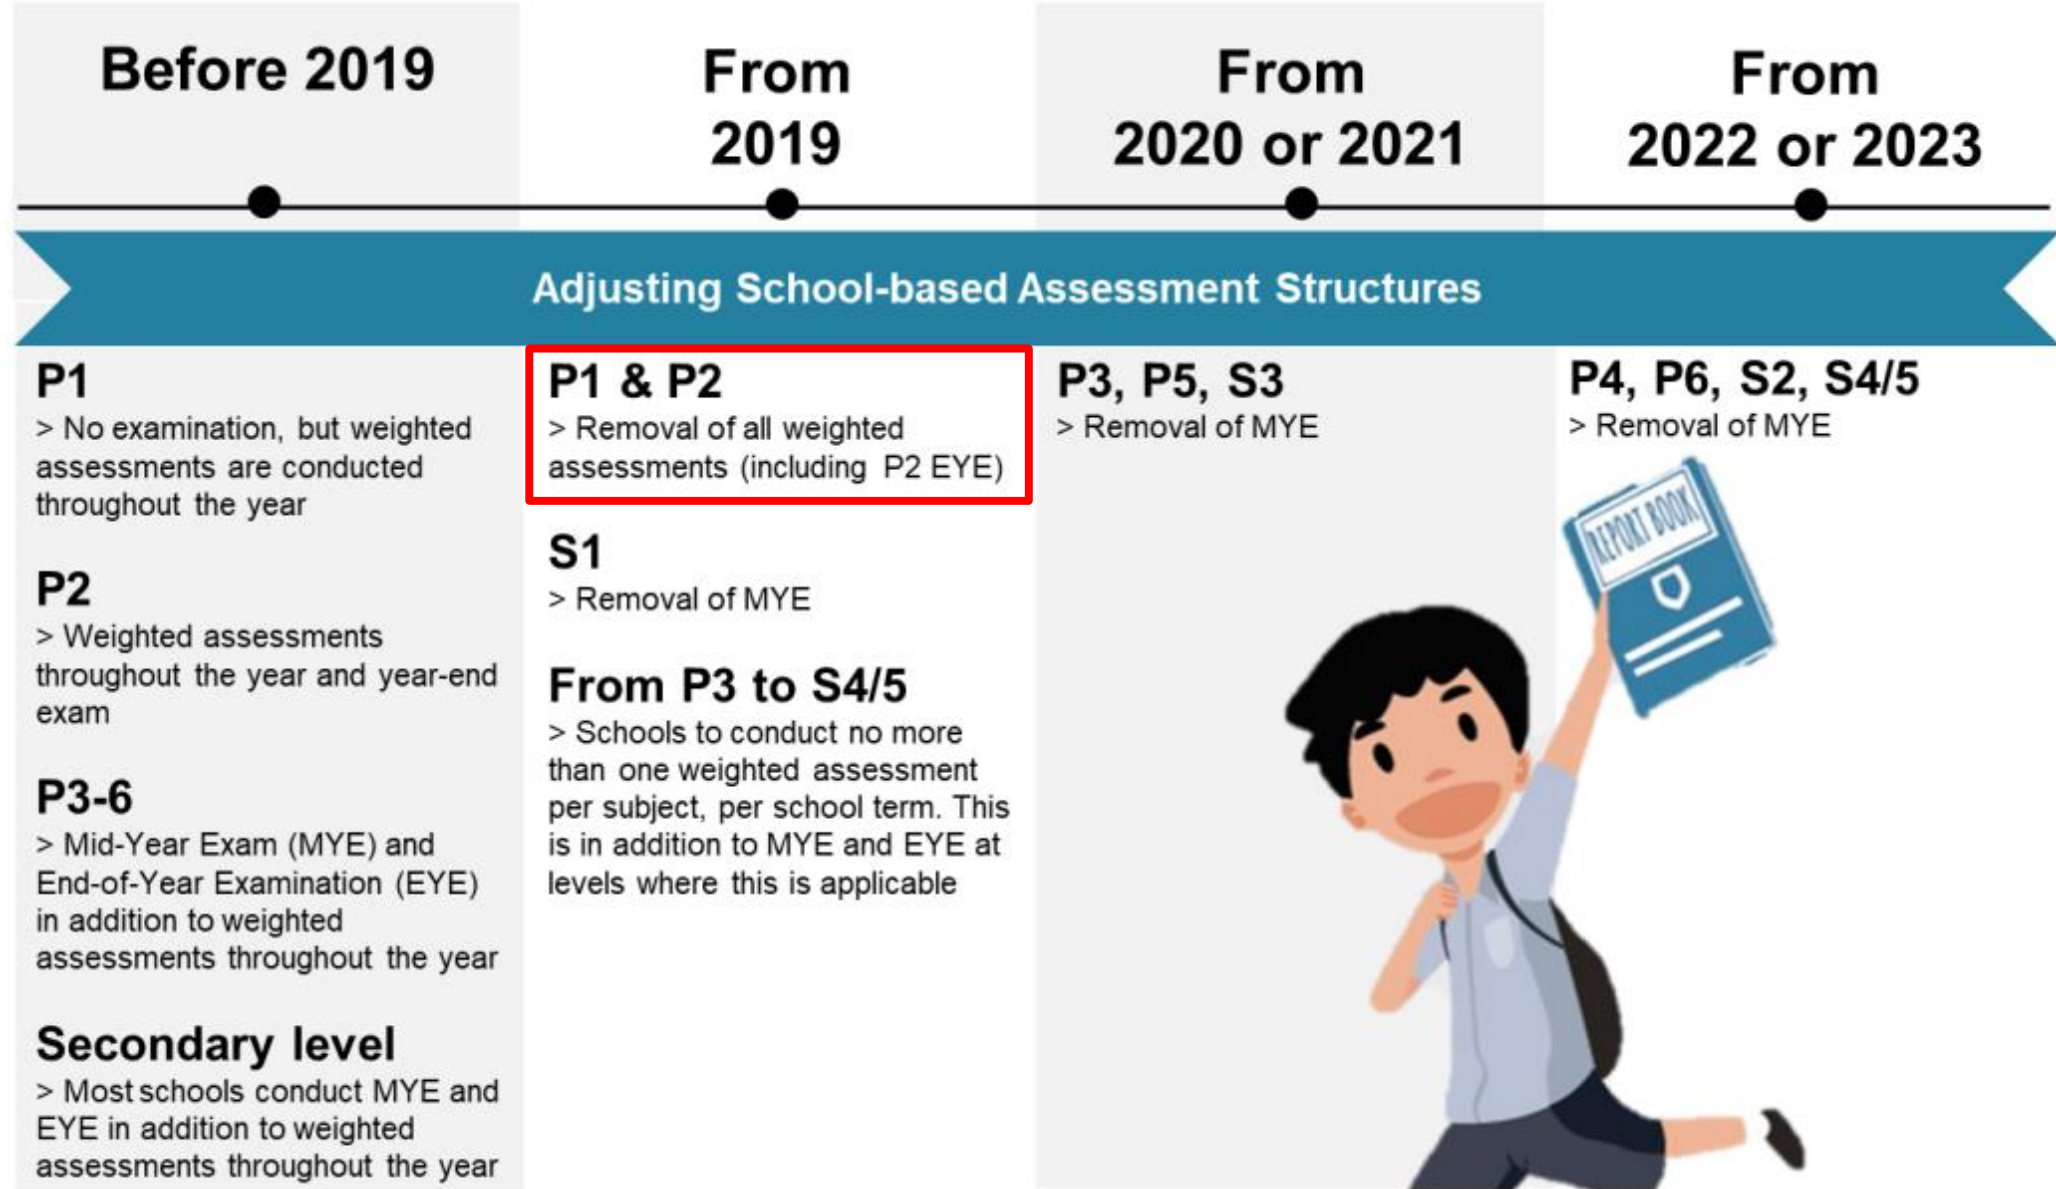 Before 2019
From
2019
From
2020 or 2021
From
2022 or 2023
Adjusting School-based Assessment Structures
P1
> No examination, but weighted
assessments are conducted
throughout the year
P2
> Weighted assessments
throughout the year and year-end
exam
P3-6
> Mid-Year Exam (MYE) and
End-of-Year Examination (EYE)
in addition to weighted
assessments throughout the year
Secondary level
> Most schools conduct MYE and
EYE in addition to weighted
assessments throughout the year
P1 & P2
> Removal of all weighted
assessments (including P2 EYE)
S1
> Removal of MYE
From P3 to S4/5
> Schools to conduct no more
than one weighted assessment
per subject, per school term. This
is in addition to MYE and EYE at
levels where this is applicable
P3, P5, S3
> Removal of MYE
P4, P6, S2, S4/5
> Removal of MYE
REPORT BOOK